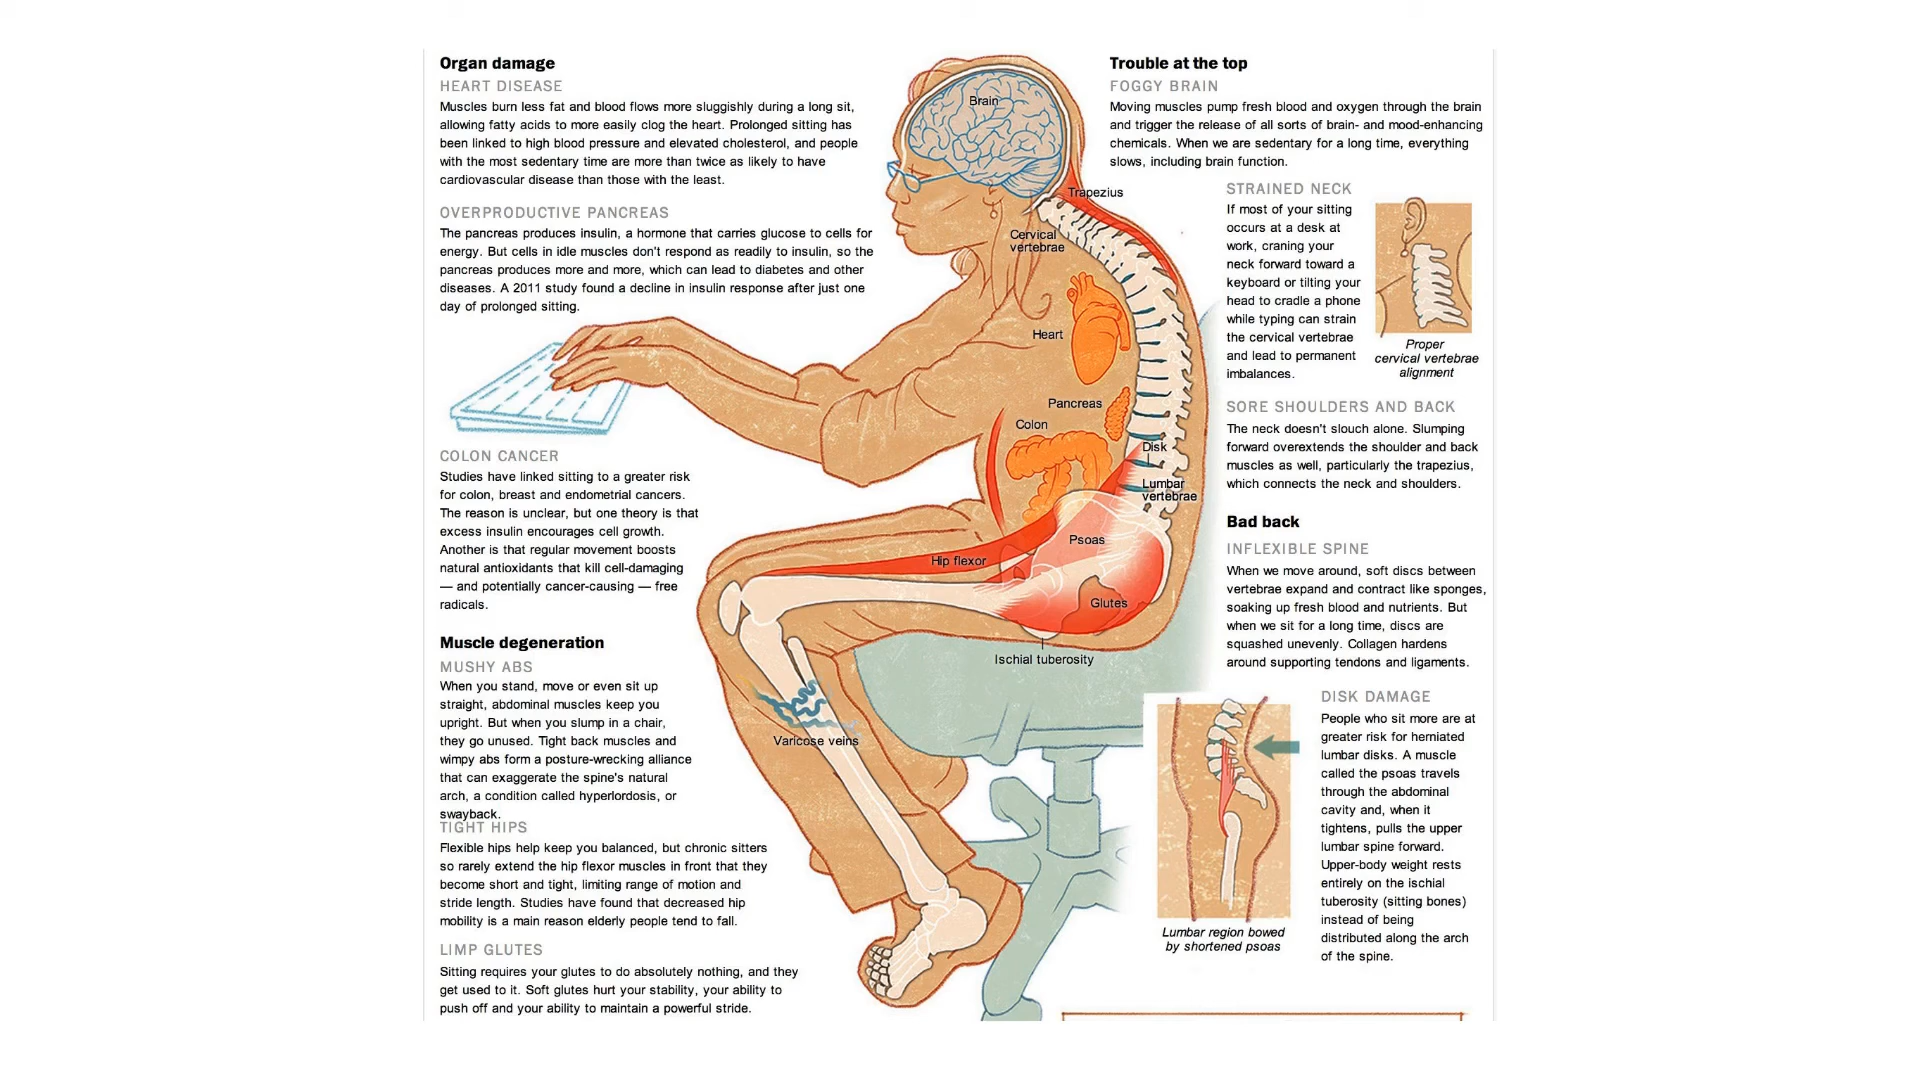 Organ damage
HEART DISEASE
Muscles burn less fat and blood flows more sluggishly during a long sit,
allowing fatty acids to more easily clog the heart. Prolonged sitting has
been linked to high blood pressure and elevated cholesterol, and people
with the most sedentary time are more than twice as likely to have
cardiovascular disease than those with the least.
OVERPRODUCTIVE PANCREAS
The pancreas produces insulin, a hormone that carries glucose to cells for
energy. But cells in idle muscles don't respond as readily to insulin, so the
pancreas produces more and more, which can lead to diabetes and other
diseases. A 2011 study found a decline in insulin response after just one
day of prolonged sitting.
COLON CANCER
Studies have linked sitting to a greater risk
for colon, breast and endometrial cancers.
The reason is unclear, but one theory is that
excess insulin encourages cell growth.
Another is that regular movement boosts
natural antioxidants that kill cell-damaging
— and potentially cancer-causing — free
radicals.
Muscle degeneration
MUSHY ABS
When you stand, move or even sit up
straight, abdominal muscles keep you
upright. But when you slump in a chair,
they go unused. Tight back muscles and
wimpy abs form a posture-wrecking alliance
that can exaggerate the spine's natural
arch, a condition called hyperlordosis, or
swayback.
TIGHT HIPS
Flexible hips help keep you balanced, but chronic sitters
so rarely extend the hip flexor muscles in front that they
become short and tight, limiting range of motion and
stride length. Studies have found that decreased hip
mobility is a main reason elderly people tend to fall.
LIMP GLUTES
Sitting requires your glutes to do absolutely nothing, and they
get used to it. Soft glutes hurt your stability, your ability to
push off and your ability to maintain a powerful stride.
Brain
Trapezius
Cervical
vertebrae
Heart
Pancreas
Colon
Disk
Lumbar
vertebrae
Psoas
Hip flexor
Glutes
Ischial tuberosity
Varicose veins
Trouble at the top
FOGGY BRAIN
Moving muscles pump fresh blood and oxygen through the brain
and trigger the release of all sorts of brain- and mood-enhancing
chemicals. When we are sedentary for a long time, everything
slows, including brain function.
STRAINED NECK
If most of your sitting
occurs at a desk at
work, craning your
neck forward toward a
keyboard or tilting your
head to cradle a phone
while typing can strain
the cervical vertebrae
and lead to permanent
imbalances.
Proper
cervical vertebrae
alignment
SORE SHOULDERS AND BACK
The neck doesn't slouch alone. Slumping
forward overextends the shoulder and back
muscles as well, particularly the trapezius,
which connects the neck and shoulders.
Bad back
INFLEXIBLE SPINE
When we move around, soft discs between
vertebrae expand and contract like sponges,
soaking up fresh blood and nutrients. But
when we sit for a long time, discs are
squashed unevenly. Collagen hardens
around supporting tendons and ligaments.
DISK DAMAGE
People who sit more are at
greater risk for herniated
lumbar disks. A muscle
called the psoas travels
through the abdominal
cavity and, when it
tightens, pulls the upper
lumbar spine forward.
Upper-body weight rests
entirely on the ischial
tuberosity (sitting bones)
instead of being
distributed along the arch
of the spine.
Lumbar region bowed
by shortened psoas